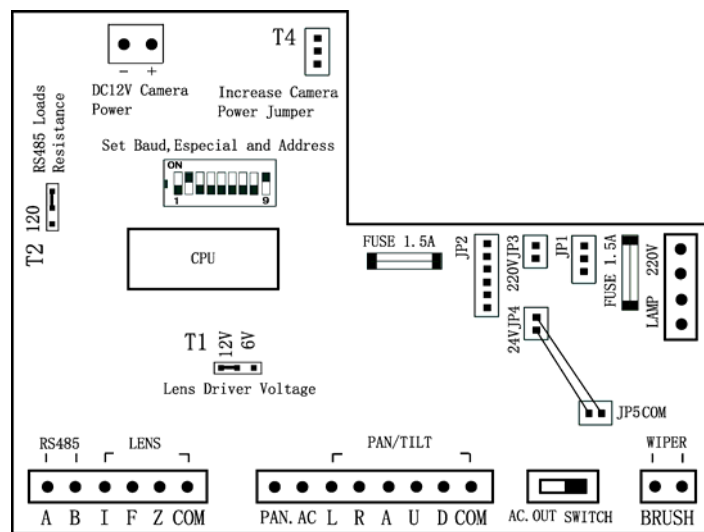 T4
- +
DC12V Camera
Power
Increase Camera
Power Jumper
RS485 Loads
Resistance
Set Baud,Especial and Address
ON
1 9
T2 120
CPU
FUSE 1.5A
JP2
220VJP3
JP1
FUSE 1.5A
LAMP 220V
24VJP4
T1 12V 6V
Lens Driver Voltage
JP5COM
RS485 LENS
PAN/TILT
WIPER
A B I F Z COM
PAN. AC L R A U D COM
AC. OUT SWITCH
BRUSH